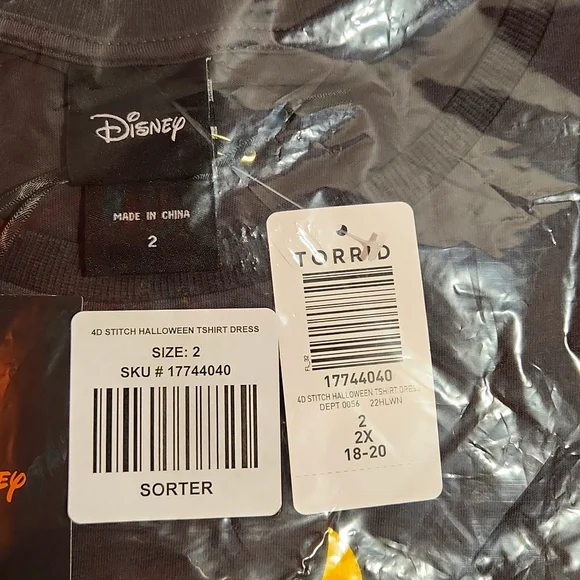 Disney
MADE IN CHINA
2
4D STITCH HALLOWEEN TSHIRT DRESS
SIZE: 2
SKU # 17744040
SORTER
TORRID
FL_32
17744040
4D STITCH HALLOWEEN TSHIRT DRESS
DEPT 0056 22HLWN
2
2X
18-20